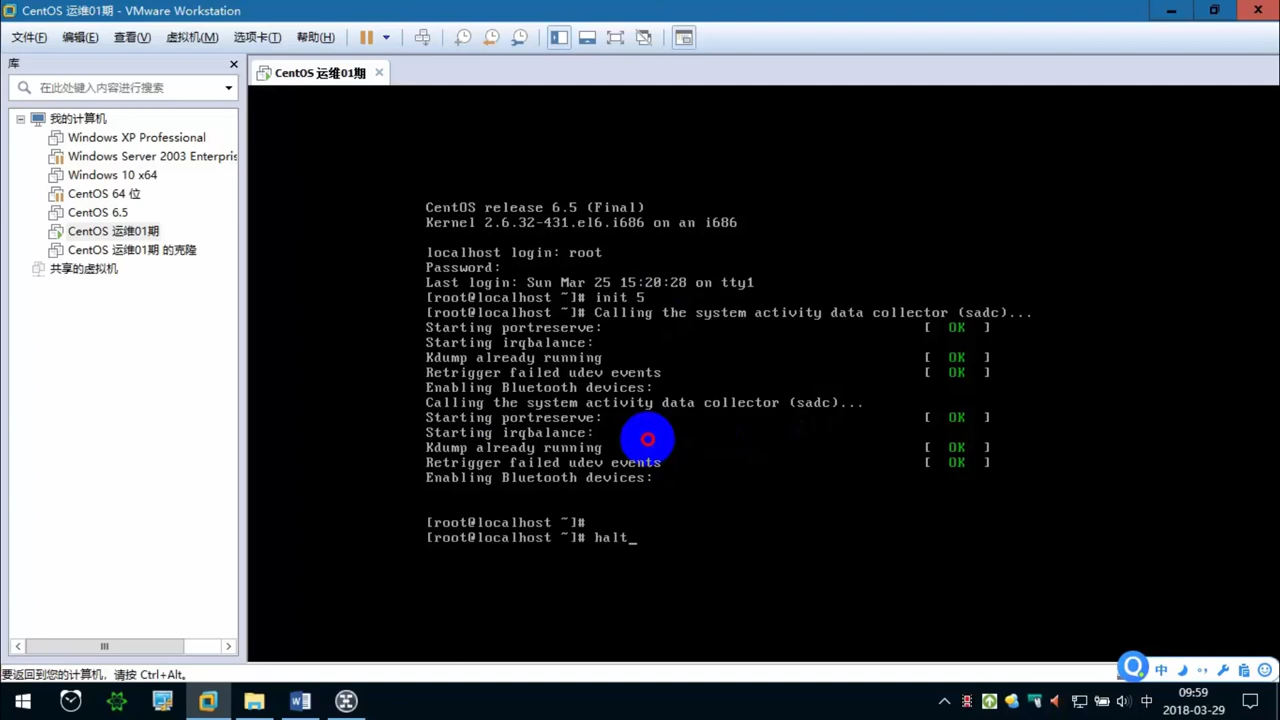 CentOS 运维01期 - VMware Workstation
文件(F) 编辑(E) 查看(V) 虚拟机(M) 选项卡(T) 帮助(H)
库
在此处键入内容进行搜索
我的计算机
Windows XP Professional
Windows Server 2003 Enterpris
Windows 10 x64
CentOS 64 位
CentOS 6.5
CentOS 运维01期
CentOS 运维01期 的克隆
共享的虚拟机
CentOS 运维01期
CentOS release 6.5 (Final)
Kernel 2.6.32-431.el6.i686 on an i686
localhost login: root
Password:
Last login: Sun Mar 25 15:20:28 on tty1
[root@localhost ~]# init 5
[root@localhost ~]# Calling the system activity data collector (sadc)...
Starting portreserve: [ OK ]
Starting irqbalance:
Kdump already running [ OK ]
Retrigger failed udev events [ OK ]
Enabling Bluetooth devices:
Calling the system activity data collector (sadc)...
Starting portreserve: [ OK ]
Starting irqbalance:
Kdump already running [ OK ]
Retrigger failed udev events [ OK ]
Enabling Bluetooth devices:
[root@localhost ~]#
[root@localhost ~]# halt_
要返回到您的计算机，请按 Ctrl+Alt。
中
中
09:59
2018-03-29